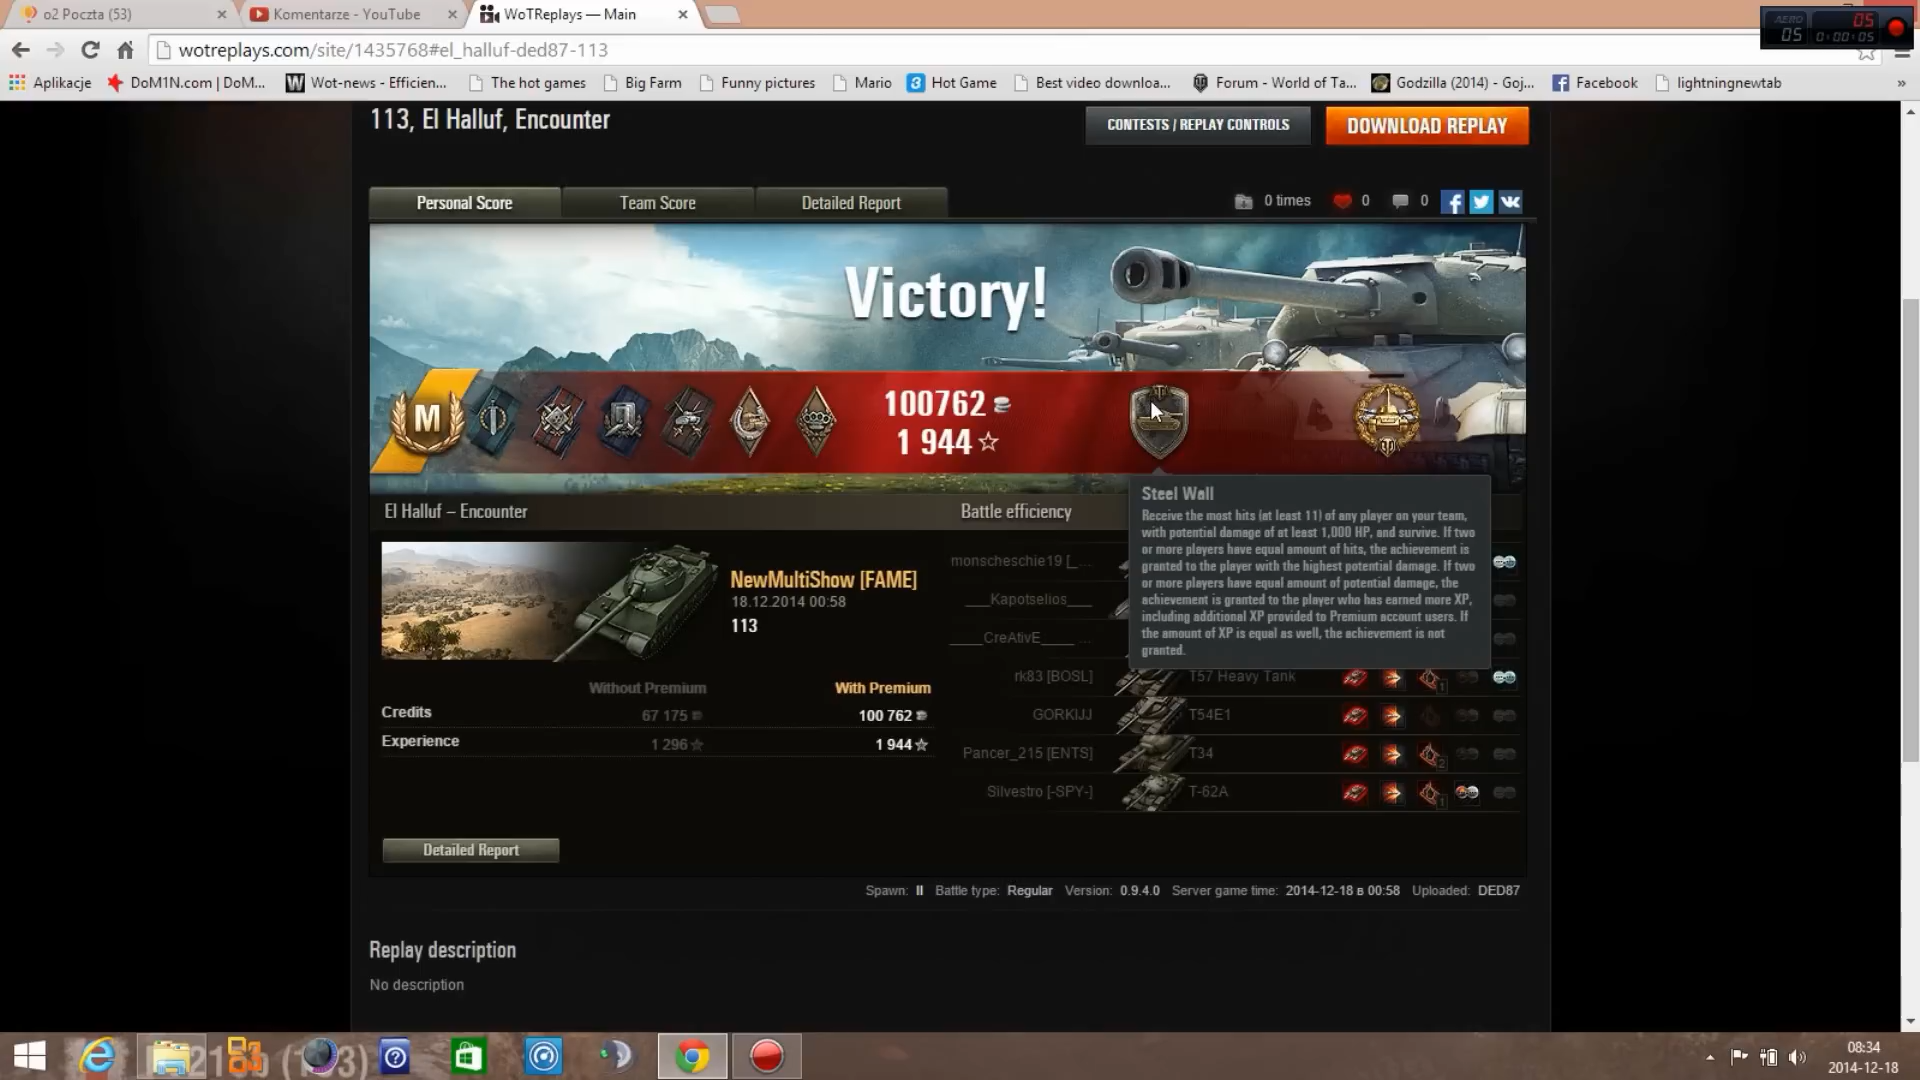 o2 Poczta (53)
Komentarze - YouTube
WoTReplays — Main
AERO
05
05
0:00:05
wotreplays.com/site/1435768#el_halluf-ded87-113
Aplikacje
DoM1N.com | DoM...
Wot-news - Efficien...
The hot games
Big Farm
Funny pictures
Mario
3 Hot Game
Best video downloa...
Forum - World of Ta...
Godzilla (2014) - Goj...
Facebook
lightningnewtab
»
113, El Halluf, Encounter
CONTESTS / REPLAY CONTROLS
DOWNLOAD REPLAY
Personal Score
Team Score
Detailed Report
0 times
0
0
Victory!
M
100762
1 944
El Halluf – Encounter
Battle efficiency
Steel Wall
Receive the most hits (at least 11) of any player on your team,
with potential damage of at least 1,000 HP, and survive. If two
or more players have equal amount of hits, the achievement is
granted to the player with the highest potential damage. If two
or more players have equal amount of potential damage, the
achievement is granted to the player who has earned more XP,
including additional XP provided to Premium account users. If
the amount of XP is equal as well, the achievement is not
granted.
NewMultiShow [FAME]
18.12.2014 00:58
113
monscheschie19 [_...
___Kapotselios___
____CreAtivE____ ...
rk83 [BOSL]
T57 Heavy Tank
1
GORKIJJ
T54E1
Pancer_215 [ENTS]
T34
2
Silvestro [-SPY-]
T-62A
1
Without Premium
With Premium
Credits
67 175
100 762
Experience
1 296
1 944
Detailed Report
Spawn: II Battle type: Regular Version: 0.9.4.0 Server game time: 2014-12-18 в 00:58 Uploaded: DED87
Replay description
No description
08:34
2014-12-18